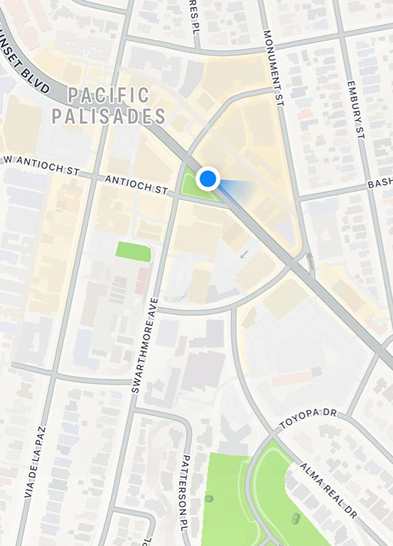 RES PL
MONUMENT ST
SUNSET BLVD
PACIFIC
PALISADES
EMBURY ST
W ANTIOCH ST
ANTIOCH ST
BASH
SWARTHMORE AVE
TOYOPA DR
VIA DE LA PAZ
PATTERSON PL
ALMA REAL DR
PL